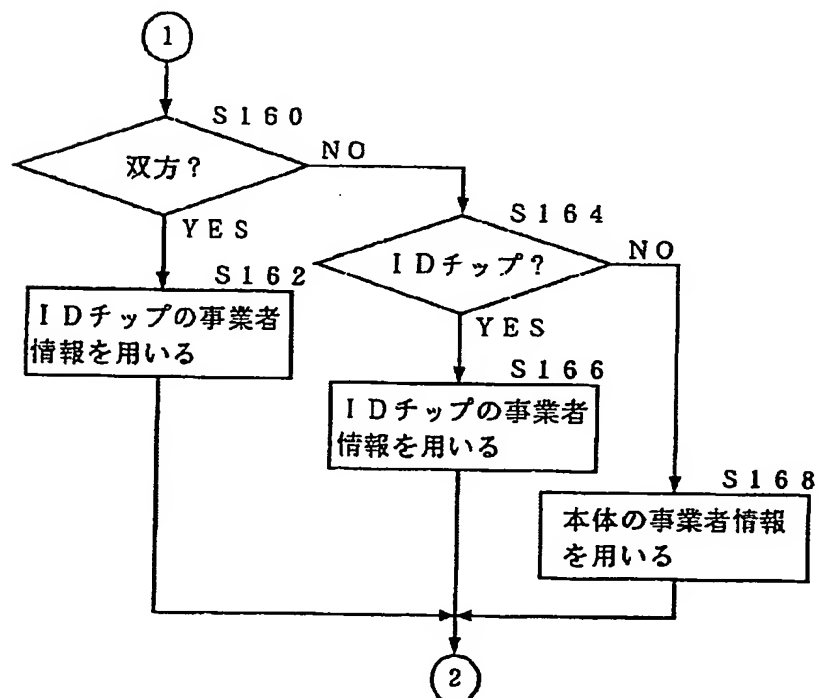 1
S160
双方?
NO
YES
S164
IDチップ?
NO
S162
IDチップの事業者
情報を用いる
YES
S166
IDチップの事業者
情報を用いる
S168
本体の事業者情報
を用いる
2